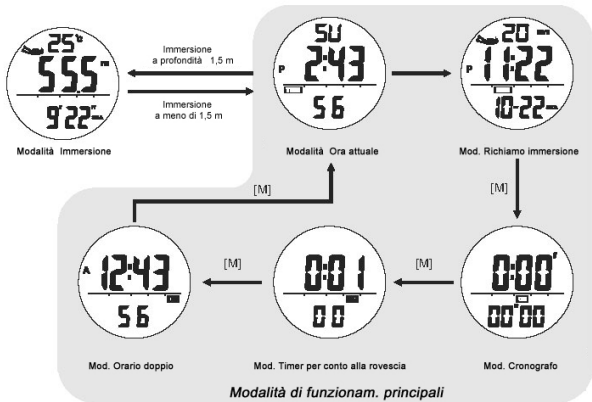 25°C
55.5 m
9'22"
Immersione
a profondità 1,5 m
Immersione
a meno di 1,5 m
SU
P 2:43
56
20
P 11:22
10-22
Modalità Immersione
Modalità Ora attuale
Mod. Richiamo immersione
[M]
[M]
A 12:43
56
[M]
0:01
00
[M]
0:00'
00"00
Mod. Orario doppio
Mod. Timer per conto alla rovescia
Mod. Cronografo
Modalità di funzionam. principali